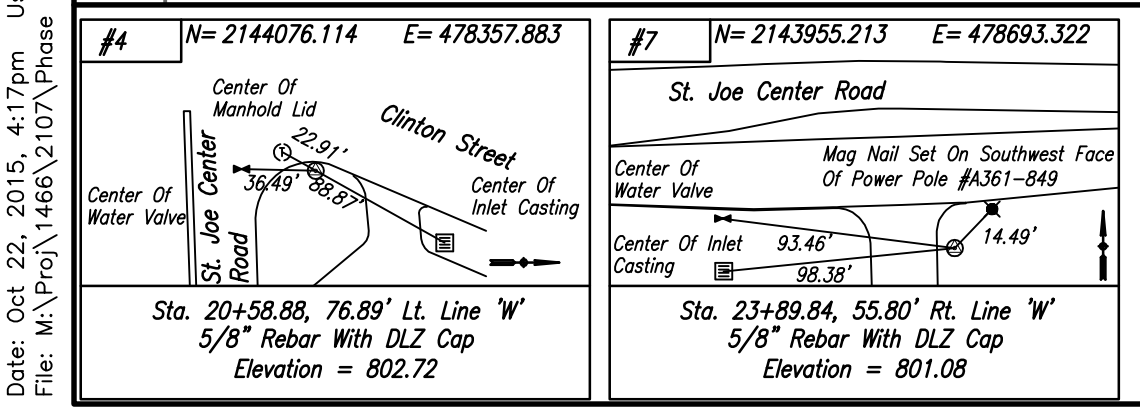 Date: Oct 22, 2015, 4:17pm Us
File: M:\Proj\1466\2107\Phase
#4
N= 2144076.114 E= 478357.883
Center Of
Manhold Lid
22.91'
Clinton Street
St. Joe Center
Road
36.49'
88.87'
Center Of
Water Valve
Center Of
Inlet Casting
Sta. 20+58.88, 76.89' Lt. Line 'W'
5/8" Rebar With DLZ Cap
Elevation = 802.72
#7
N= 2143955.213 E= 478693.322
St. Joe Center Road
Mag Nail Set On Southwest Face
Of Power Pole #A361-849
Center Of
Water Valve
14.49'
93.46'
Center Of Inlet
Casting
98.38'
Sta. 23+89.84, 55.80' Rt. Line 'W'
5/8" Rebar With DLZ Cap
Elevation = 801.08